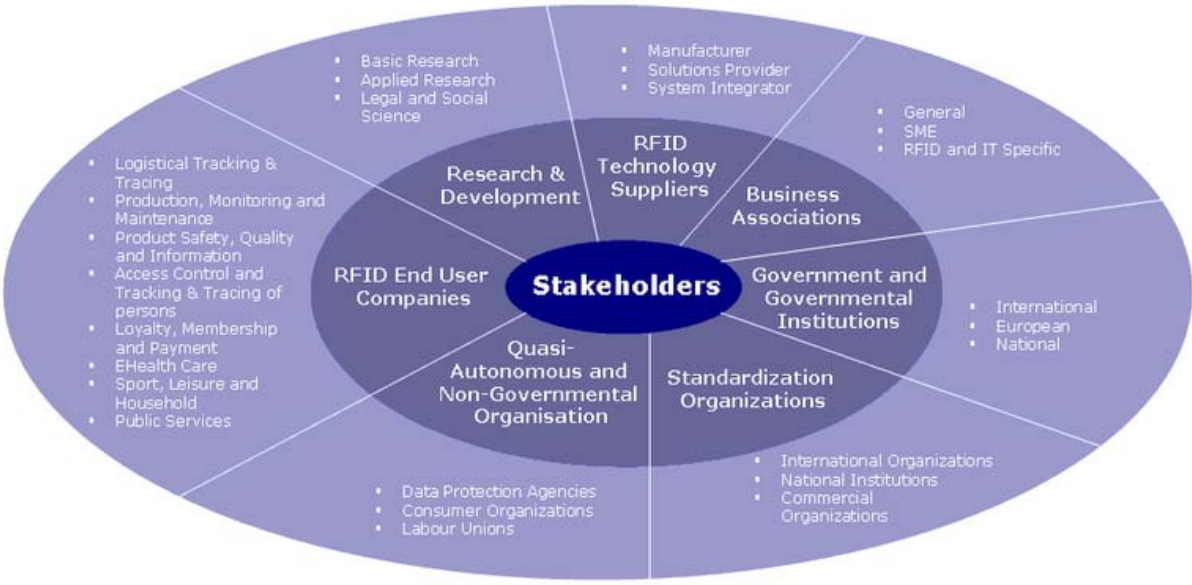 ▪ Basic Research
▪ Applied Research
▪ Legal and Social
Science
▪ Manufacturer
▪ Solutions Provider
▪ System Integrator
▪ General
▪ SME
▪ RFID and IT Specific
▪ Logistical Tracking &
Tracing
▪ Production, Monitoring and
Maintenance
▪ Product Safety, Quality
and Information
▪ Access Control and
Tracking & Tracing of
persons
▪ Loyalty, Membership
and Payment
▪ EHealth Care
▪ Sport, Leisure and
Household
▪ Public Services
Research &
Development
RFID
Technology
Suppliers
Business
Associations
RFID End User
Companies
Stakeholders
Government and
Governmental
Institutions
▪ International
▪ European
▪ National
Quasi-
Autonomous and
Non-Governmental
Organisation
Standardization
Organizations
▪ Data Protection Agencies
▪ Consumer Organizations
▪ Labour Unions
▪ International Organizations
▪ National Institutions
▪ Commercial
Organizations